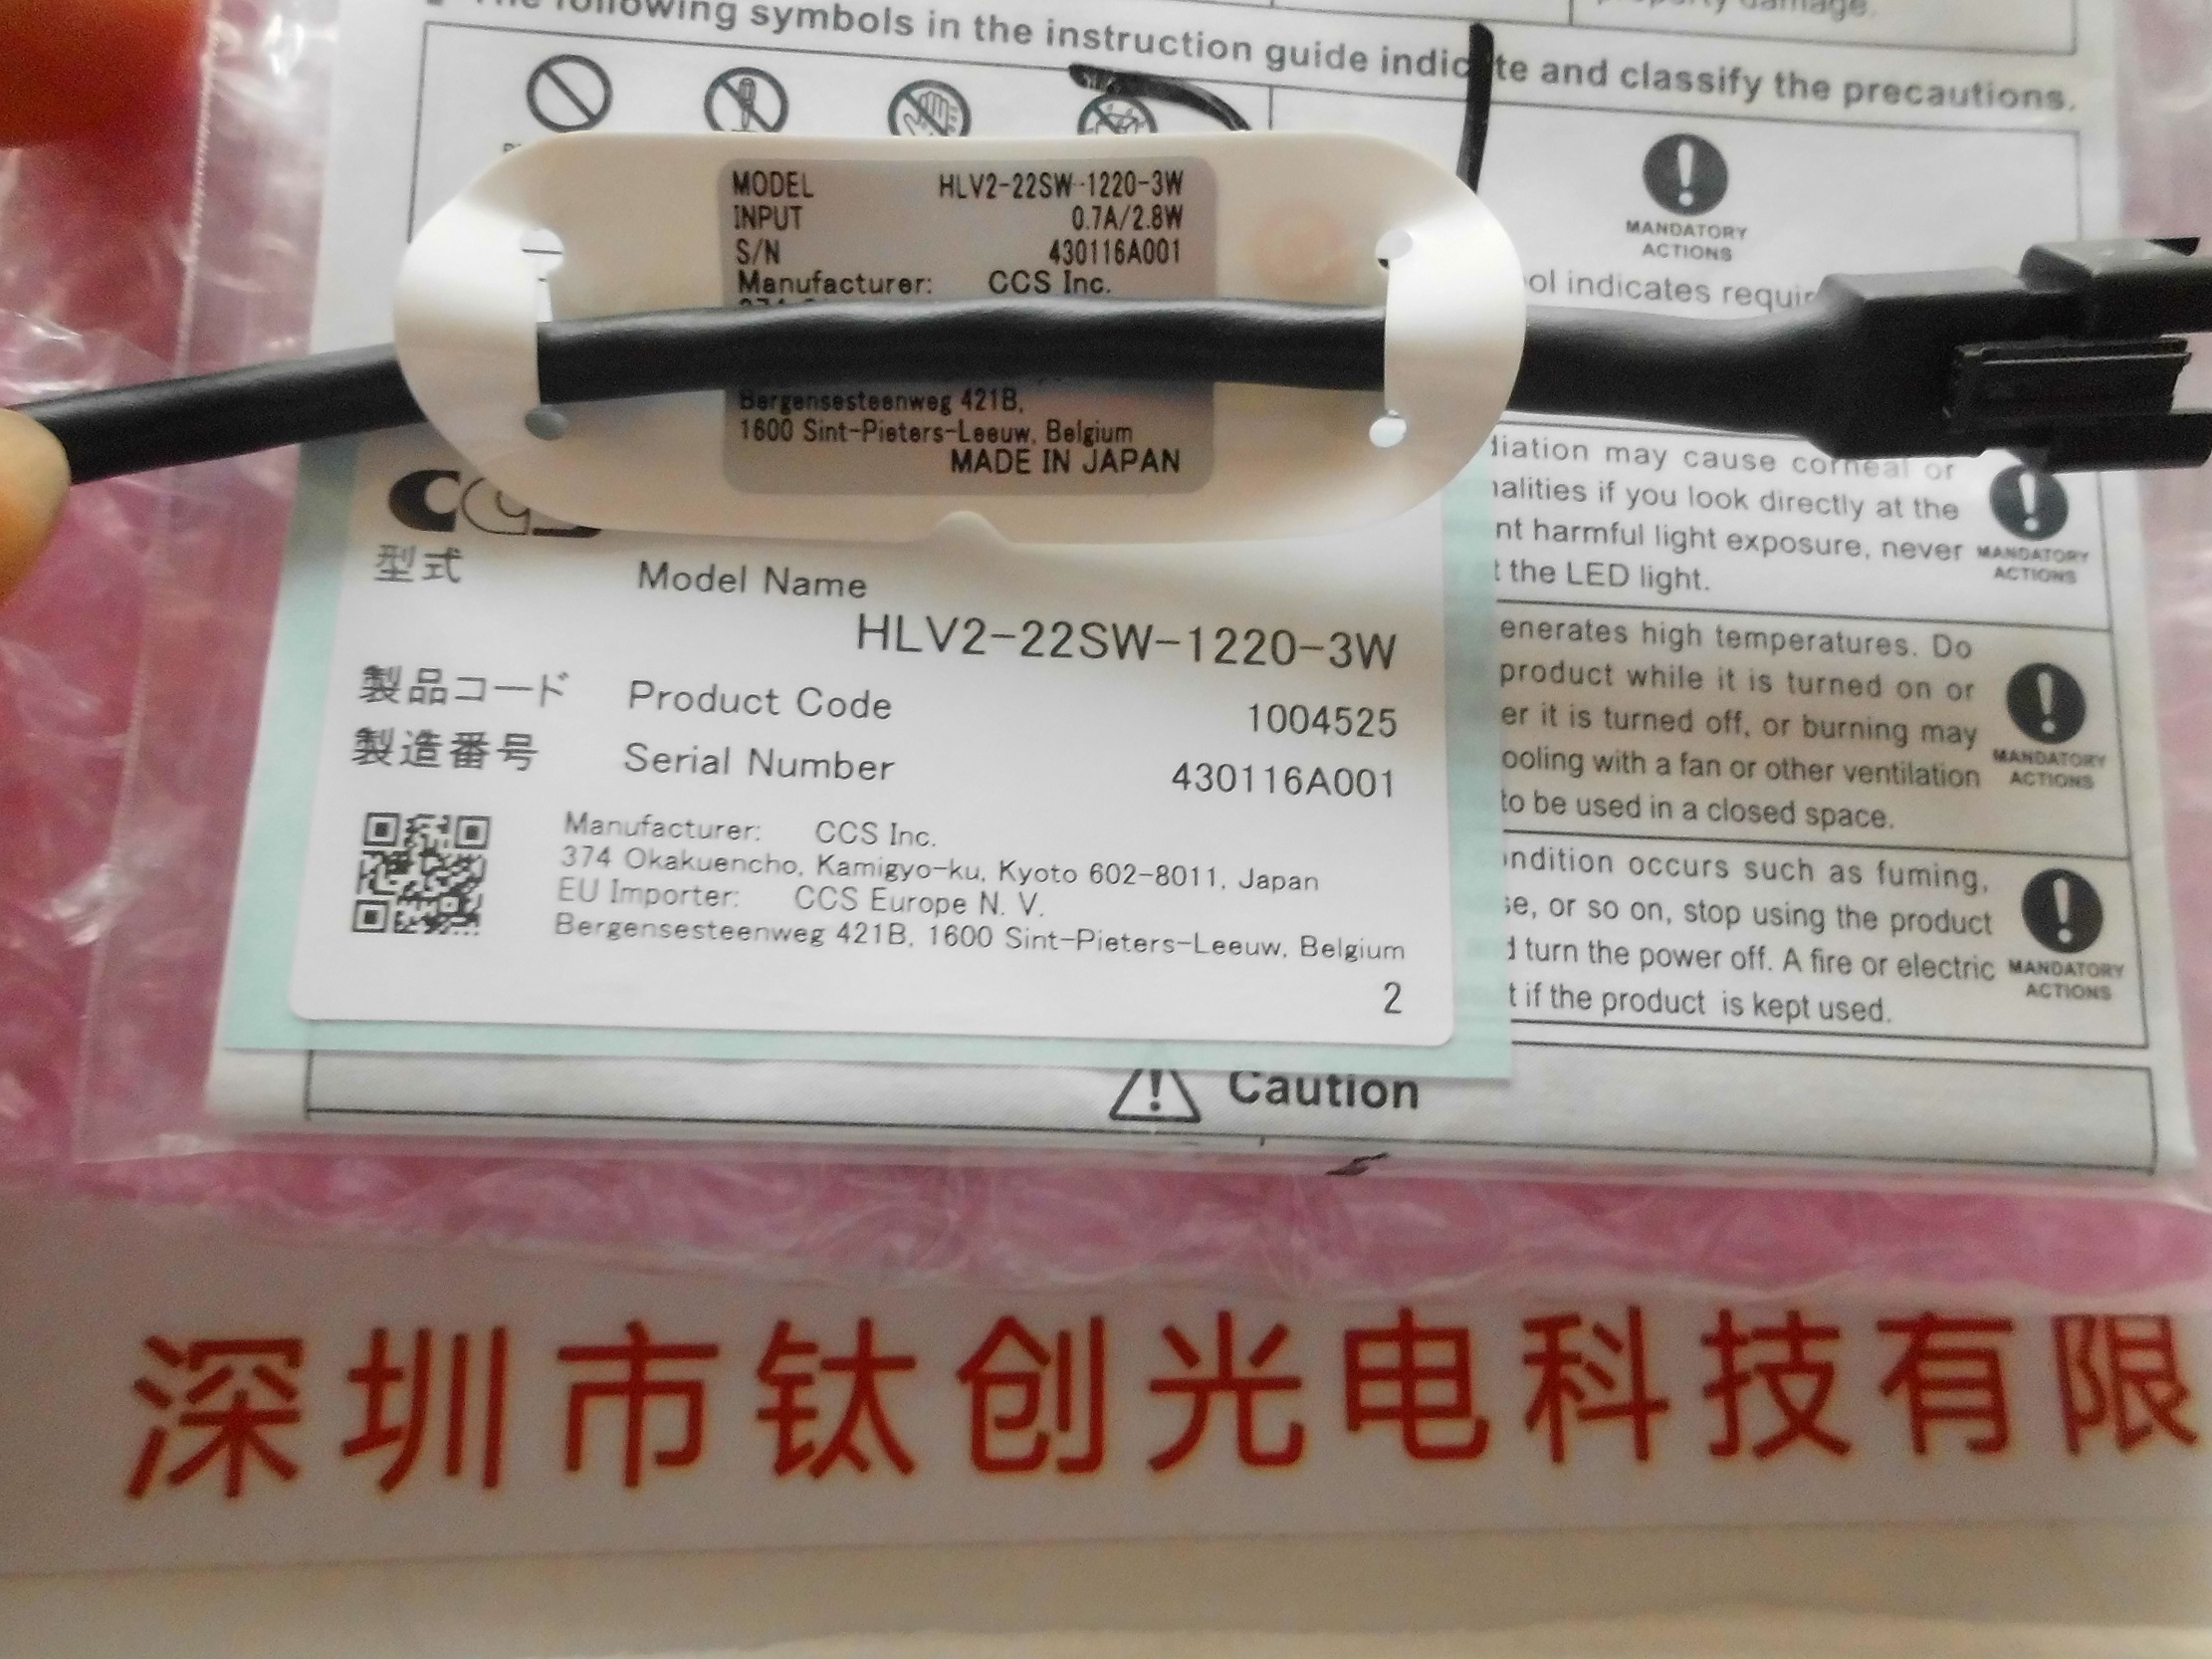 The following symbols in the instruction guide indic te and classify the precautions.
property damage.
MANDATORY
ACTIONS
ol indicates requir
MODEL HLV2-22SW-1220-3W
INPUT 0.7A/2.8W
S/N 430116A001
Manufacturer: CCS Inc.
Bergensesteenweg 421B,
1600 Sint-Pieters-Leeuw, Belgium
MADE IN JAPAN
CCS
型式 Model Name
HLV2-22SW-1220-3W
製品コード Product Code 1004525
製造番号 Serial Number 430116A001
Manufacturer: CCS Inc.
374 Okakuencho, Kamigyo-ku, Kyoto 602-8011, Japan
EU Importer: CCS Europe N. V.
Bergensesteenweg 421B, 1600 Sint-Pieters-Leeuw, Belgium
2
diation may cause corneal or
nalities if you look directly at the
nt harmful light exposure, never
t the LED light.
MANDATORY
ACTIONS
enerates high temperatures. Do
product while it is turned on or
er it is turned off, or burning may
ooling with a fan or other ventilation
to be used in a closed space.
MANDATORY
ACTIONS
ndition occurs such as fuming,
se, or so on, stop using the product
d turn the power off. A fire or electric
t if the product is kept used.
MANDATORY
ACTIONS
Caution
深圳市钛创光电科技有限